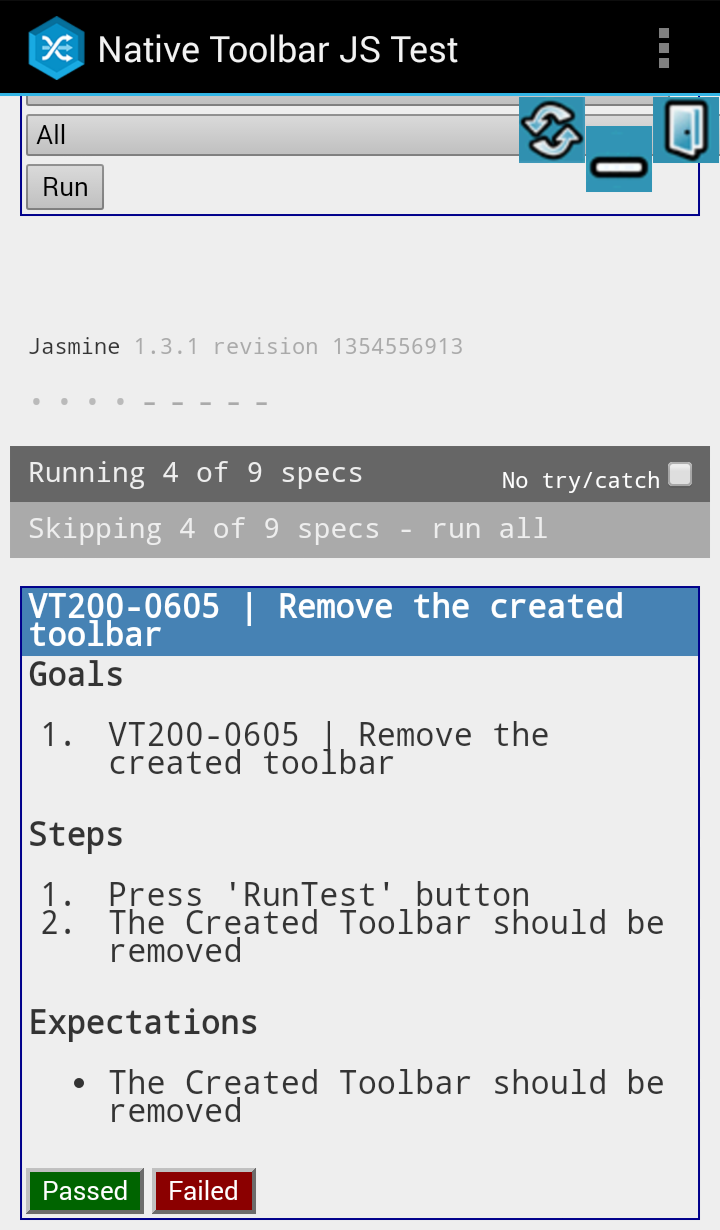 Native Toolbar JS Test
All
Run
Jasmine 1.3.1 revision 1354556913
Running 4 of 9 specs
No try/catch
Skipping 4 of 9 specs - run all
VT200-0605 | Remove the created
toolbar
Goals
1. VT200-0605 | Remove the
created toolbar
Steps
1. Press 'RunTest' button
2. The Created Toolbar should be
removed
Expectations
• The Created Toolbar should be
removed
Passed
Failed